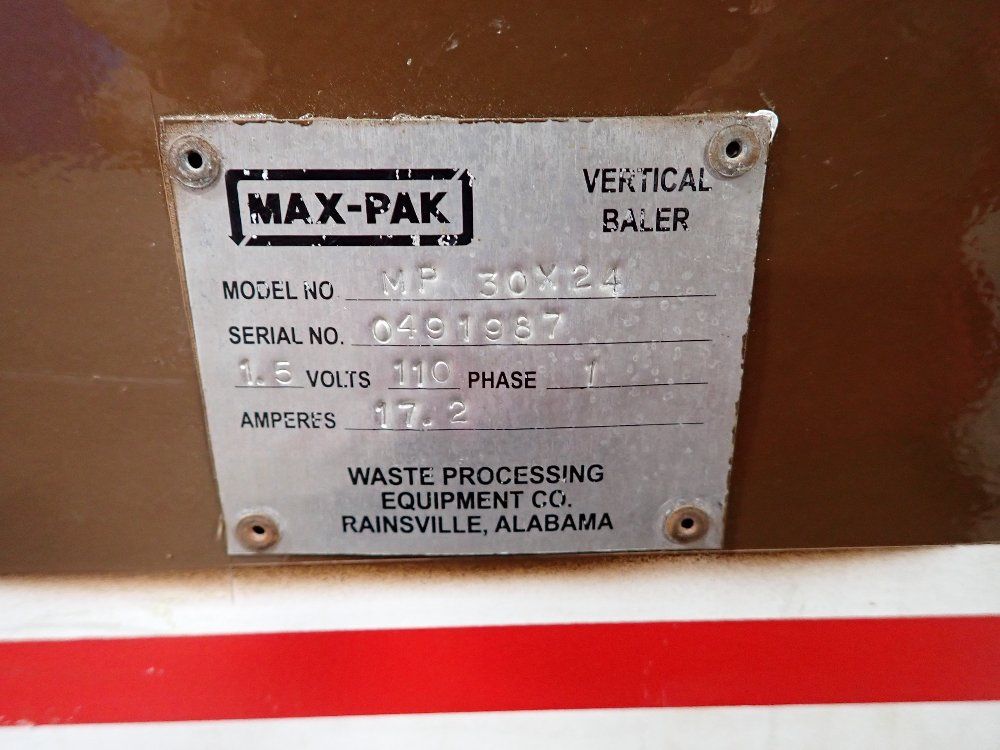 MAX-PAK
VERTICAL
BALER
MODEL NO MP 30X24
SERIAL NO. 0491987
1.5 VOLTS 110 PHASE 1
AMPERES 17.2
WASTE PROCESSING
EQUIPMENT CO.
RAINSVILLE, ALABAMA